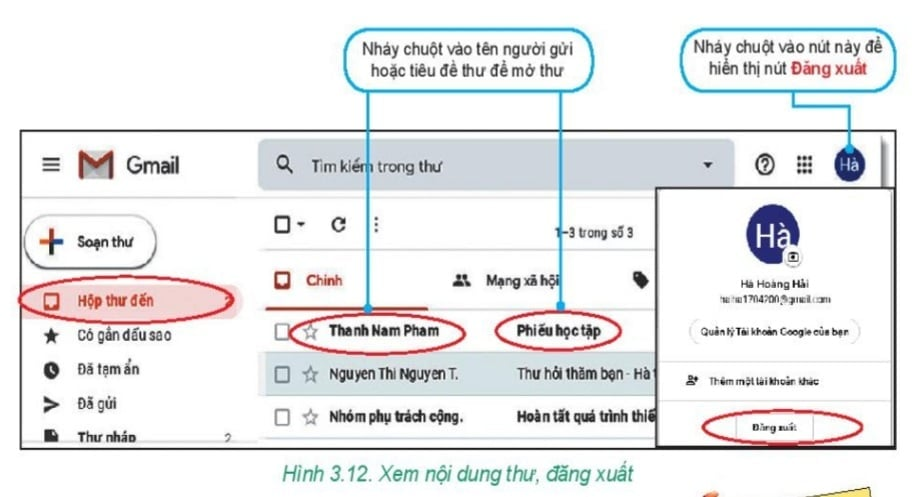 Nháy chuột vào tên người gửi
hoặc tiêu đề thư để mở thư
Nháy chuột vào nút này để
hiển thị nút Đăng xuất
Gmail
Tìm kiếm trong thư
Hà
Soạn thư
1–3 trong số 3
Hà
Hộp thư đến
Chính
Mạng xã hội
Hà Hoàng Hải
Có gắn dấu sao
Thanh Nam Pham
Phiếu học tập
Quản lý Tài khoản Google của bạn
Đã tạm ẩn
Nguyen Thi Nguyen T.
Thư hỏi thăm bạn - Hà
Thêm một tài khoản khác
Đã gửi
Nhóm phụ trách cộng.
Hoàn tất quá trình thiế
Đăng xuất
Thư nháp
2
Hình 3.12. Xem nội dung thư, đăng xuất